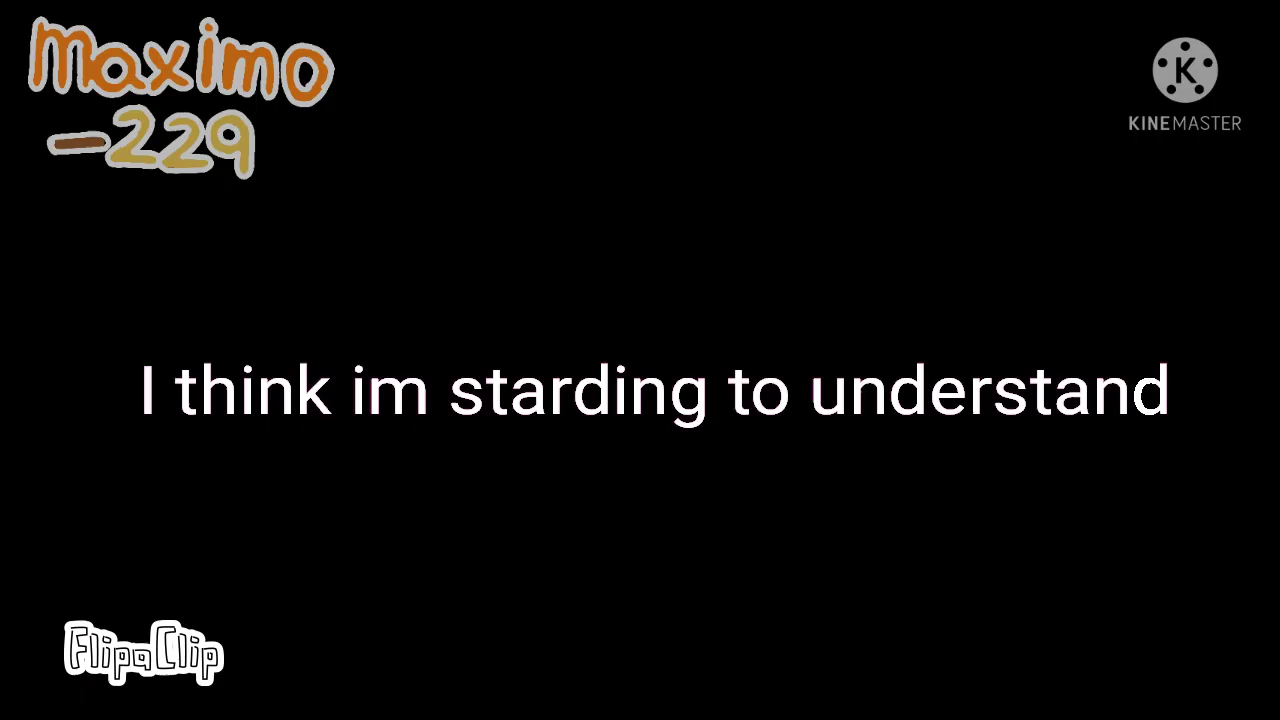 Maximo
-229
K
KINEMASTER
I think im starding to understand
FlipaClip